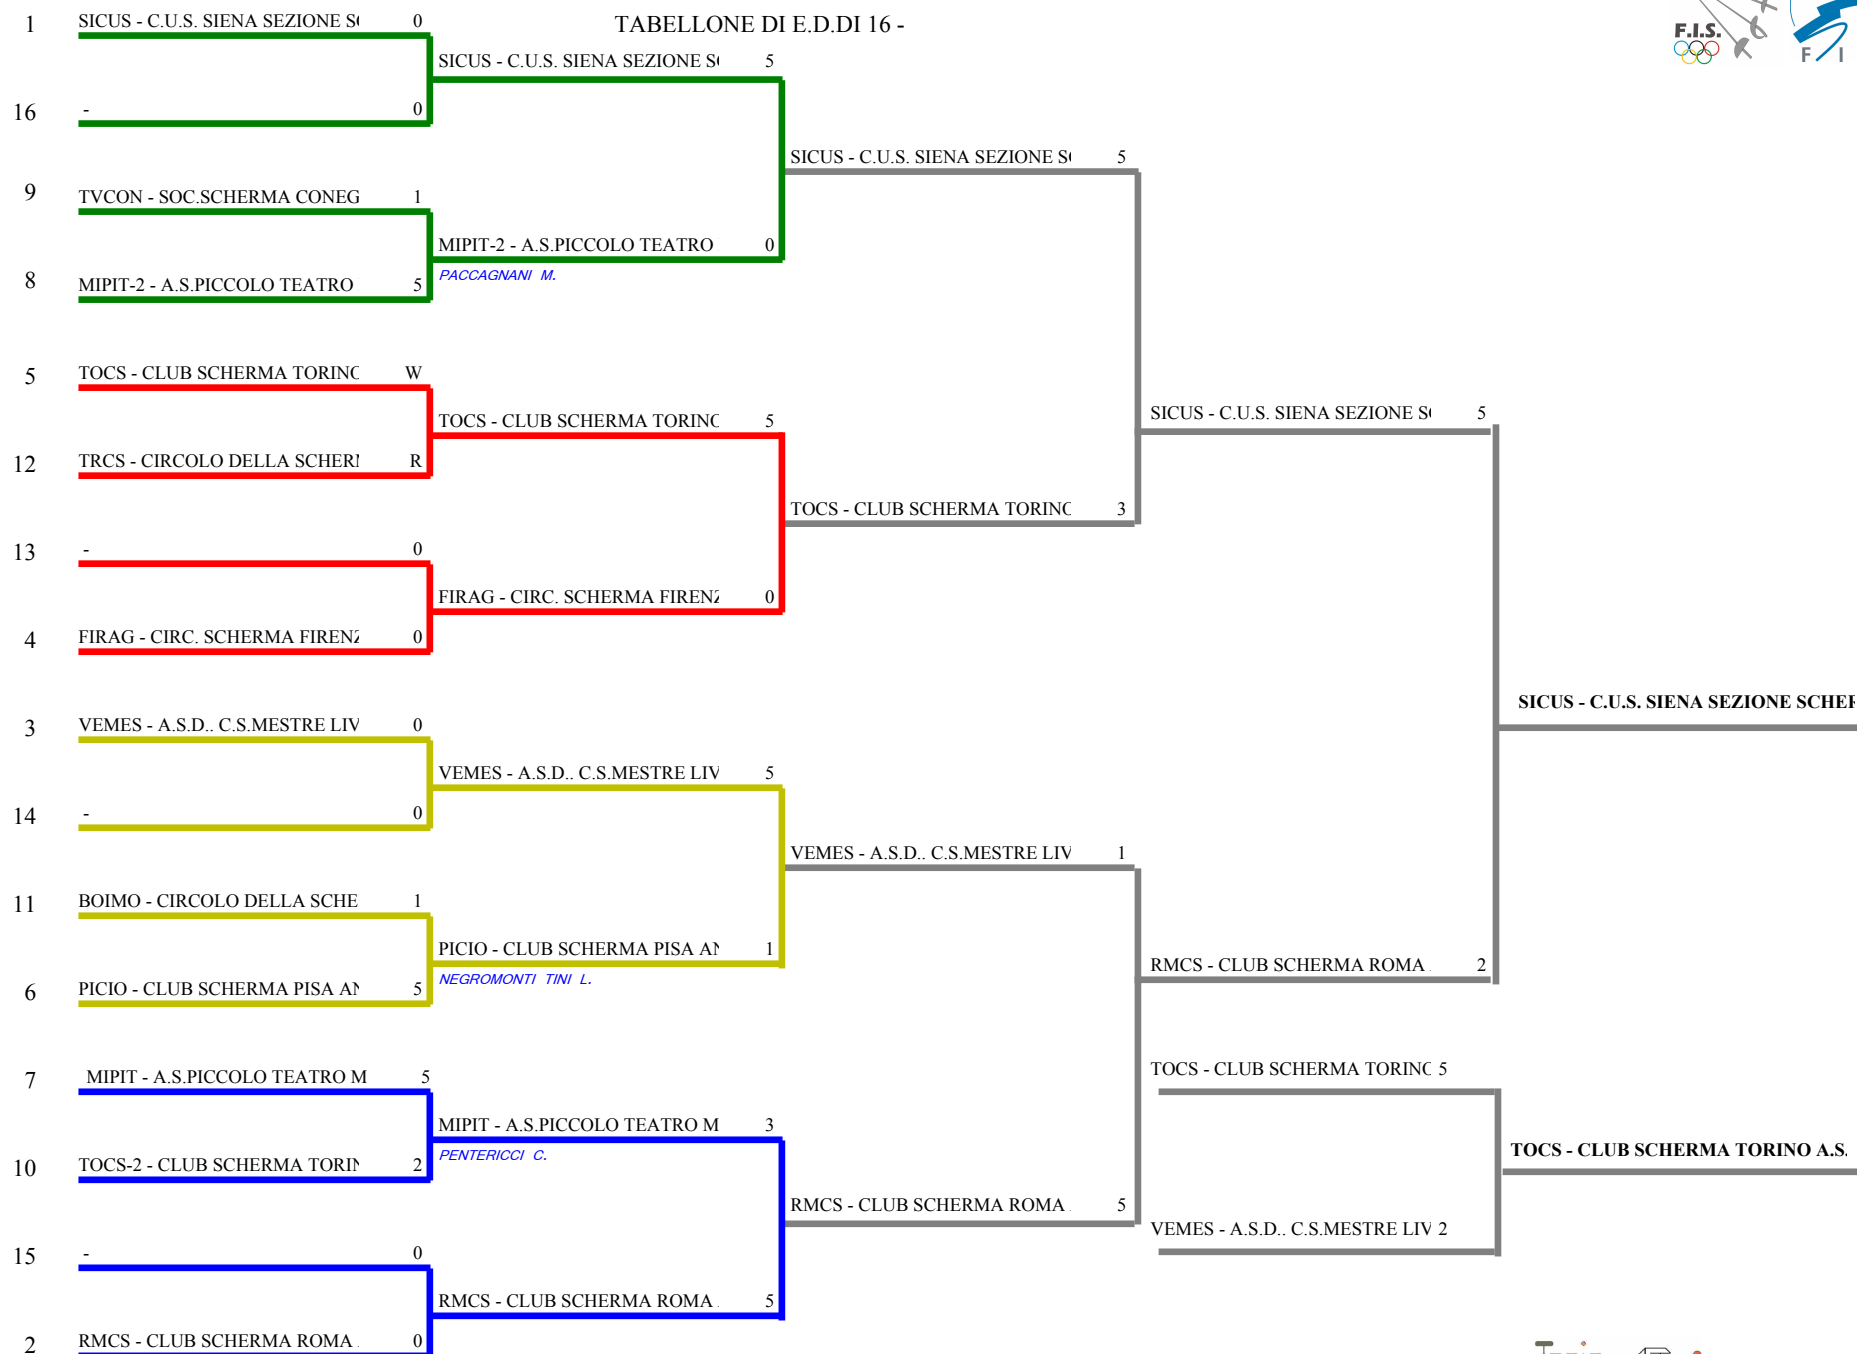 TABELLONE DI E.D.DI 16 -
F.I.S.
F I
1 SICUS - C.U.S. SIENA SEZIONE S 0
SICUS - C.U.S. SIENA SEZIONE S 5
16 - 0
SICUS - C.U.S. SIENA SEZIONE S 5
9 TVCON - SOC.SCHERMA CONEG 1
MIPIT-2 - A.S.PICCOLO TEATRO 0
PACCAGNANI M.
8 MIPIT-2 - A.S.PICCOLO TEATRO 5
5 TOCS - CLUB SCHERMA TORINO W
TOCS - CLUB SCHERMA TORINO 5
SICUS - C.U.S. SIENA SEZIONE S 5
12 TRCS - CIRCOLO DELLA SCHER R
TOCS - CLUB SCHERMA TORINO 3
13 - 0
FIRAG - CIRC. SCHERMA FIRENZ 0
4 FIRAG - CIRC. SCHERMA FIRENZ 0
SICUS - C.U.S. SIENA SEZIONE SCHER
3 VEMES - A.S.D.. C.S.MESTRE LIV 0
VEMES - A.S.D.. C.S.MESTRE LIV 5
14 - 0
VEMES - A.S.D.. C.S.MESTRE LIV 1
11 BOIMO - CIRCOLO DELLA SCHE 1
PICIO - CLUB SCHERMA PISA AN 1
NEGROMONTI TINI L.
RMCS - CLUB SCHERMA ROMA 2
6 PICIO - CLUB SCHERMA PISA AN 5
7 MIPIT - A.S.PICCOLO TEATRO M 5
TOCS - CLUB SCHERMA TORINO 5
MIPIT - A.S.PICCOLO TEATRO M 3
PENTERICCI C.
TOCS - CLUB SCHERMA TORINO A.S.
10 TOCS-2 - CLUB SCHERMA TORIN 2
RMCS - CLUB SCHERMA ROMA 5
VEMES - A.S.D.. C.S.MESTRE LIV 2
15 - 0
RMCS - CLUB SCHERMA ROMA 5
2 RMCS - CLUB SCHERMA ROMA 0